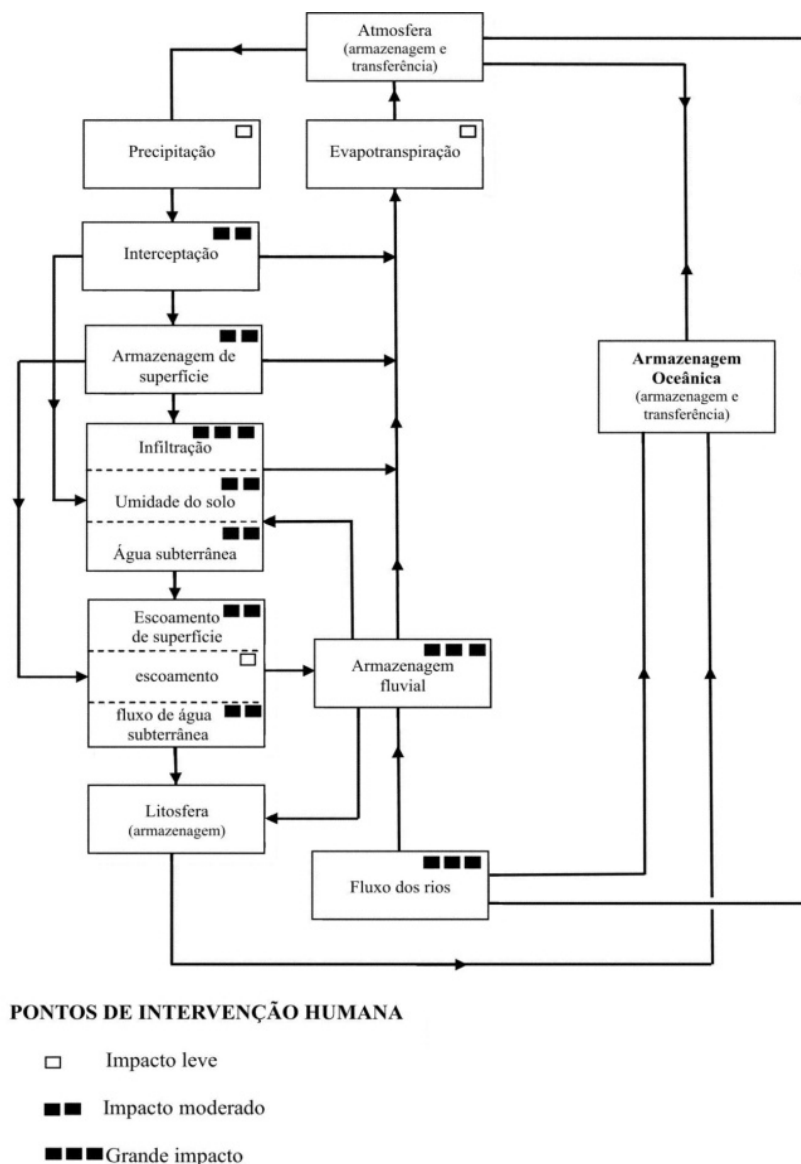 Atmosfera
(armazenagem e
transferência)
Precipitação
Evapotranspiração
Interceptação
Armazenagem de
superfície
Armazenagem
Oceânica
(armazenagem e
transferência)
Infiltração
Umidade do solo
Água subterrânea
Escoamento
de superfície
escoamento
fluxo de água
subterrânea
Armazenagem
fluvial
Litosfera
(armazenagem)
Fluxo dos rios
PONTOS DE INTERVENÇÃO HUMANA
Impacto leve
Impacto moderado
Grande impacto